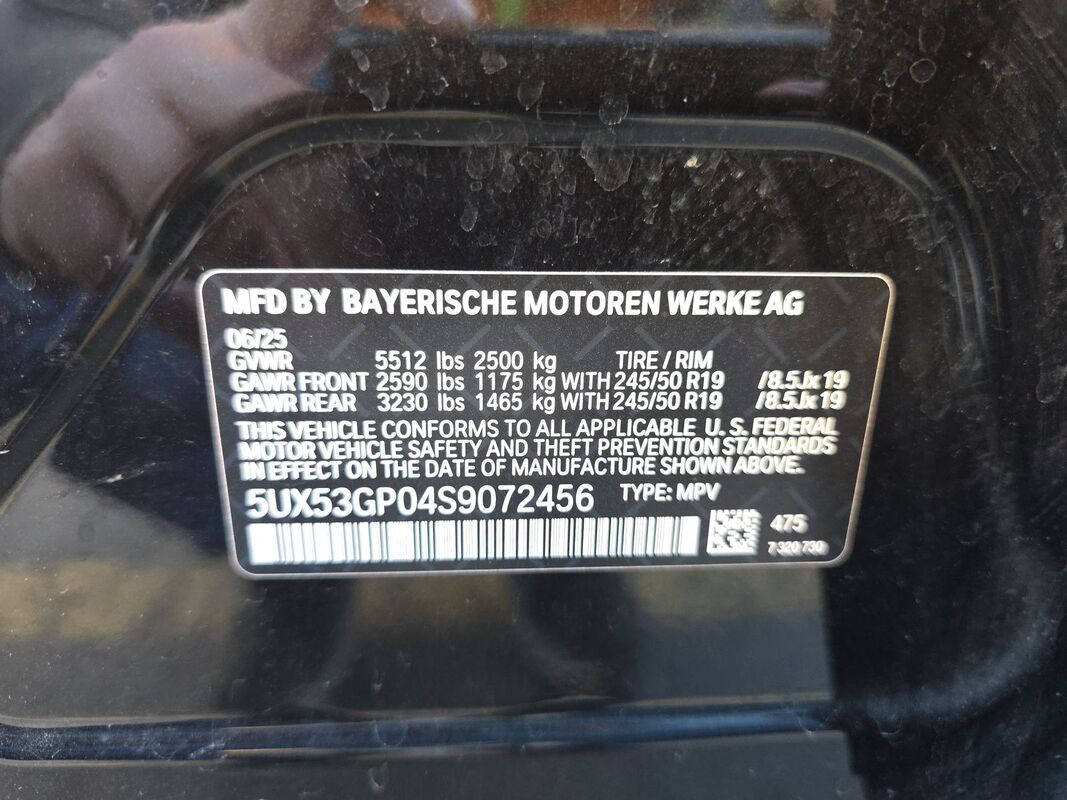 MFD BY BAYERISCHE MOTOREN WERKE AG
06/25
GVWR 5512 lbs 2500 kg TIRE / RIM
GAWR FRONT 2590 lbs 1175 kg WITH 245/50 R19 /8.5Jx19
GAWR REAR 3230 lbs 1465 kg WITH 245/50 R19 /8.5Jx19
THIS VEHICLE CONFORMS TO ALL APPLICABLE U. S. FEDERAL
MOTOR VEHICLE SAFETY AND THEFT PREVENTION STANDARDS
IN EFFECT ON THE DATE OF MANUFACTURE SHOWN ABOVE.
5UX53GP04S9072456 TYPE: MPV
475
7 320 730